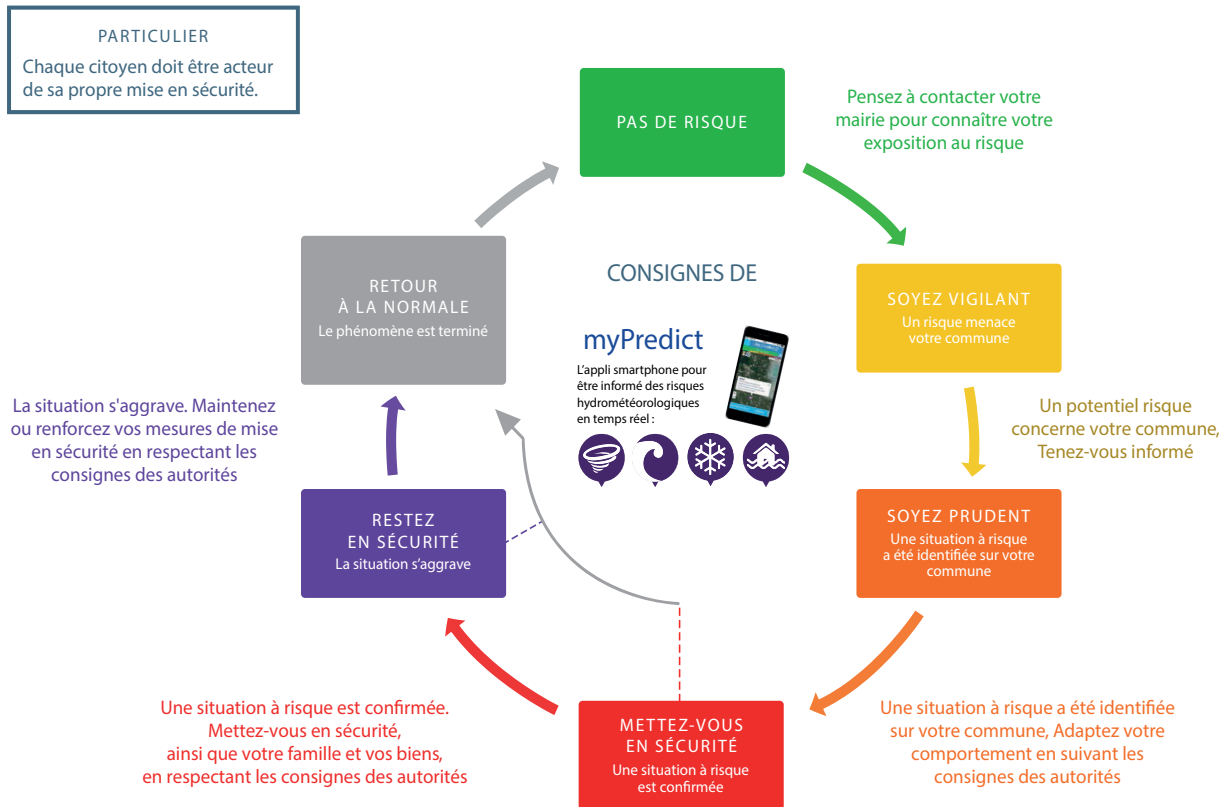 PARTICULIER
Chaque citoyen doit être acteur
de sa propre mise en sécurité.
PAS DE RISQUE
Pensez à contacter votre
mairie pour connaître votre
exposition au risque
RETOUR
À LA NORMALE
Le phénomène est terminé
CONSIGNES DE
SOYEZ VIGILANT
Un risque menace
votre commune
myPredict
L'appli smartphone pour
être informé des risques
hydrométéorologiques
en temps réel :
La situation s'aggrave. Maintenez
ou renforcez vos mesures de mise
en sécurité en respectant les
consignes des autorités
Un potentiel risque
concerne votre commune,
Tenez-vous informé
RESTEZ
EN SÉCURITÉ
La situation s'aggrave
SOYEZ PRUDENT
Une situation à risque
a été identifiée sur votre
commune
Une situation à risque est confirmée.
Mettez-vous en sécurité,
ainsi que votre famille et vos biens,
en respectant les consignes des autorités
METTEZ-VOUS
EN SÉCURITÉ
Une situation à risque
est confirmée
Une situation à risque a été identifiée
sur votre commune, Adaptez votre
comportement en suivant les
consignes des autorités